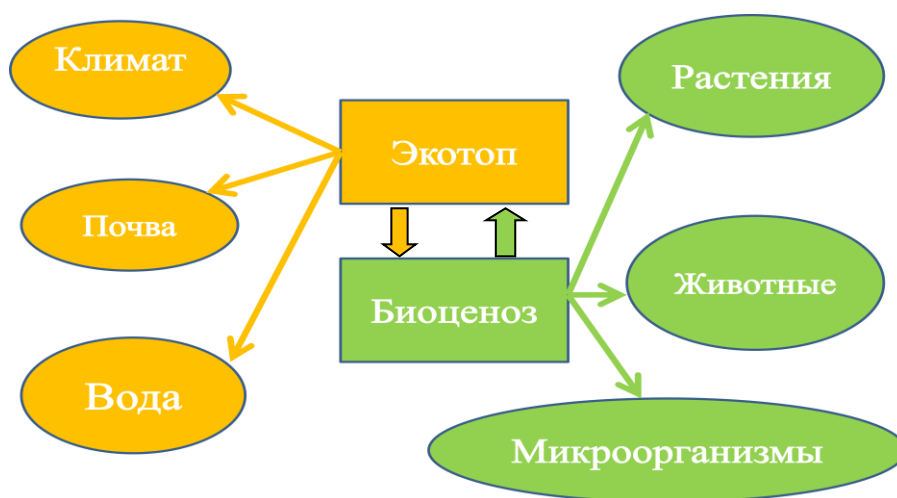 Климат
Почва
Вода
Экотоп
Биоценоз
Растения
Животные
Микроорганизмы